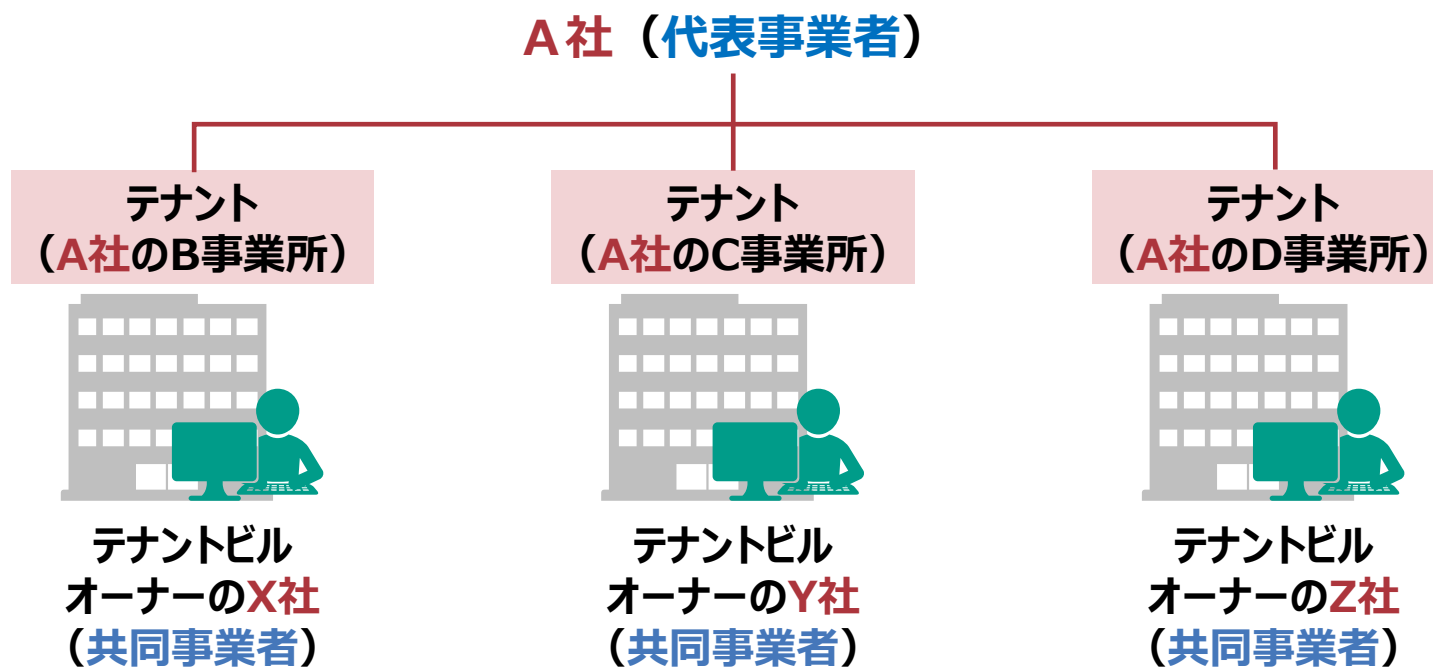 A社（代表事業者）
テナント
（A社のB事業所）
テナントビル
オーナーのX社
（共同事業者）
テナント
（A社のC事業所）
テナントビル
オーナーのY社
（共同事業者）
テナント
（A社のD事業所）
テナントビル
オーナーのZ社
（共同事業者）